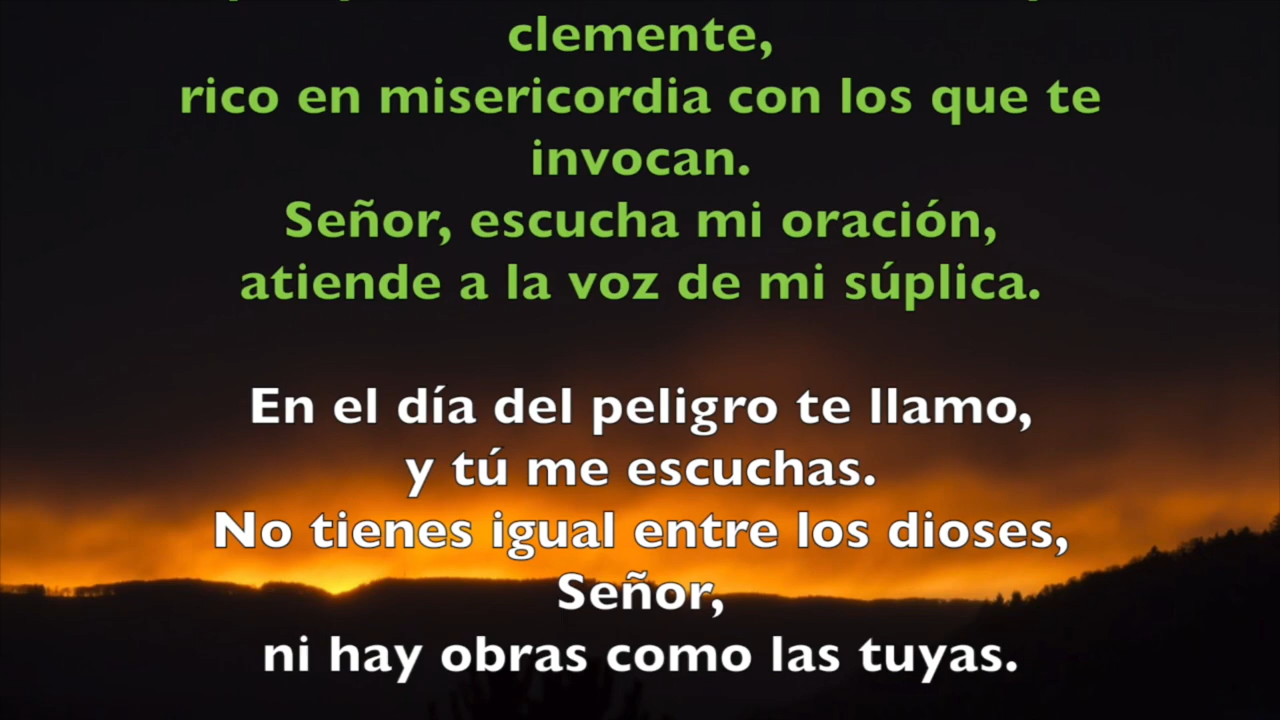 clemente,
rico en misericordia con los que te
invocan.
Señor, escucha mi oración,
atiende a la voz de mi súplica.
En el día del peligro te llamo,
y tú me escuchas.
No tienes igual entre los dioses,
Señor,
ni hay obras como las tuyas.